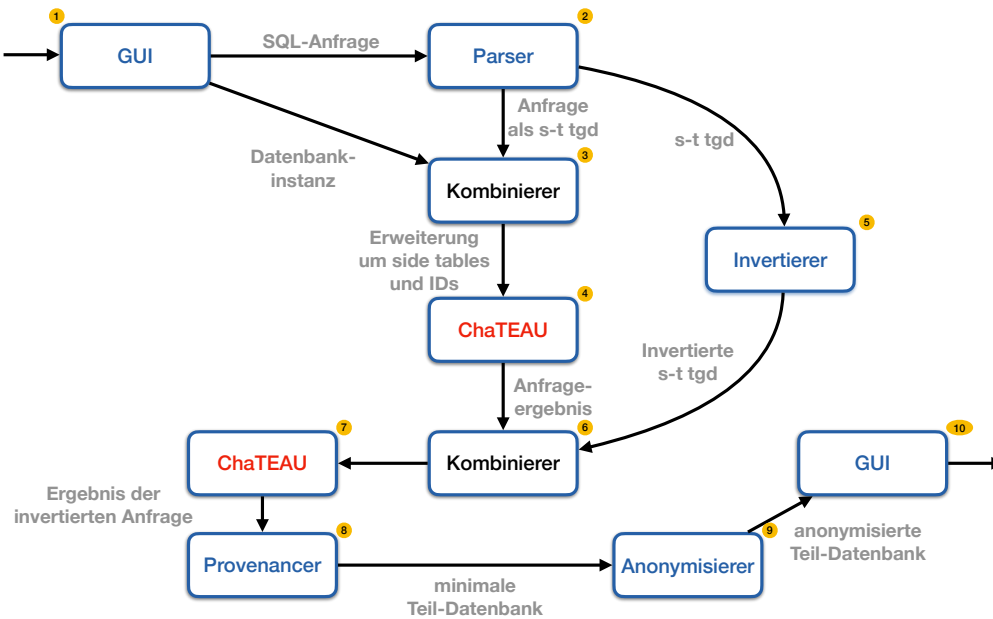 1
GUI
SQL-Anfrage
2
Parser
Anfrage
als s-t tgd
s-t tgd
Datenbank-
instanz
3
Kombinierer
Erweiterung
um side tables
und IDs
5
Invertierer
4
ChaTEAU
Invertierte
s-t tgd
Anfrage-
ergebnis
6
Kombinierer
7
ChaTEAU
10
GUI
Ergebnis der
invertierten Anfrage
8
Provenancer
minimale
Teil-Datenbank
9
Anonymisierer
anonymisierte
Teil-Datenbank